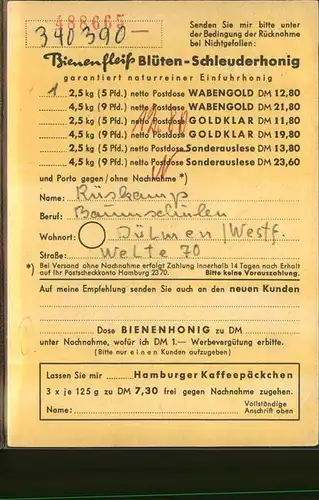 488665
390390
Senden Sie mir bitte unter
der Bedingung der Rücknahme
bei Nichtgefallen:
Bienenfleiß Blüten-Schleuderhonig
garantiert naturreiner Einfuhrhonig
1 2,5 kg (5 Pfd.) netto Postdose WABENGOLD DM 12,80
4,5 kg (9 Pfd.) netto Postdose WABENGOLD DM 21,80
2,5 kg (5 Pfd.) netto Postdose GOLDKLAR DM 11,80
4,5 kg (9 Pfd.) netto Postdose GOLDKLAR DM 19,80
2,5 kg (5 Pfd.) netto Postdose Sonderauslese DM 13,80
4,5 kg (9 Pfd.) netto Postdose Sonderauslese DM 23,60
und Porto gegen/ohne Nachnahme *)
Name: Rüskamp
Beruf: Baumschulen
Wohnort: Dülmen/Westf.
Straße: Welte 70
*) Bei Versand ohne Nachnahme erfolgt Zahlung innerhalb 14 Tagen nach Erhalt
auf Ihr Postscheckkonto Hamburg 2370. Bitte keine Vorauszahlung.
Auf meine Empfehlung senden Sie auch an den neuen Kunden
Dose BIENENHONIG zu DM
unter Nachnahme, wofür ich DM 1.— Werbevergütung erbitte.
(Bitte nur einen Kunden aufgeben)
Lassen Sie mir Hamburger Kaffeepäckchen
3 x je 125 g zu DM 7,30 frei gegen Nachnahme zugehen.
Name: Vollständige
Anschrift oben